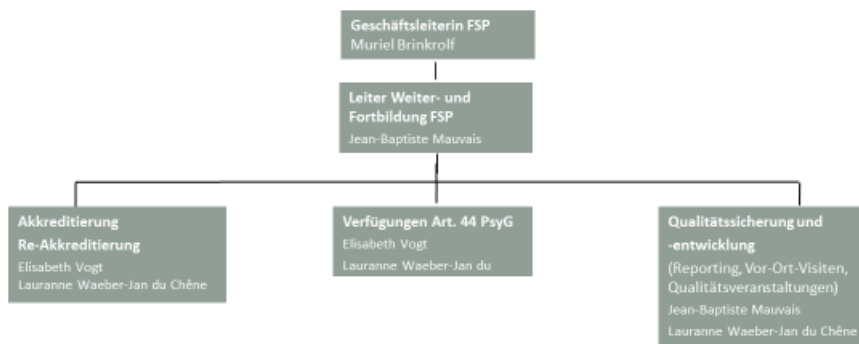 Geschäftsleiterin FSP
Muriel Brinkrolf
Leiter Weiter- und
Fortbildung FSP
Jean-Baptiste Mauvais
Akkreditierung
Re-Akkreditierung
Elisabeth Vogt
Lauranne Waeber-Jan du Chêne
Verfügungen Art. 44 PsyG
Elisabeth Vogt
Lauranne Waeber-Jan du
Qualitätssicherung und
-entwicklung
(Reporting, Vor-Ort-Visiten,
Qualitätsveranstaltungen)
Jean-Baptiste Mauvais
Lauranne Waeber-Jan du Chêne